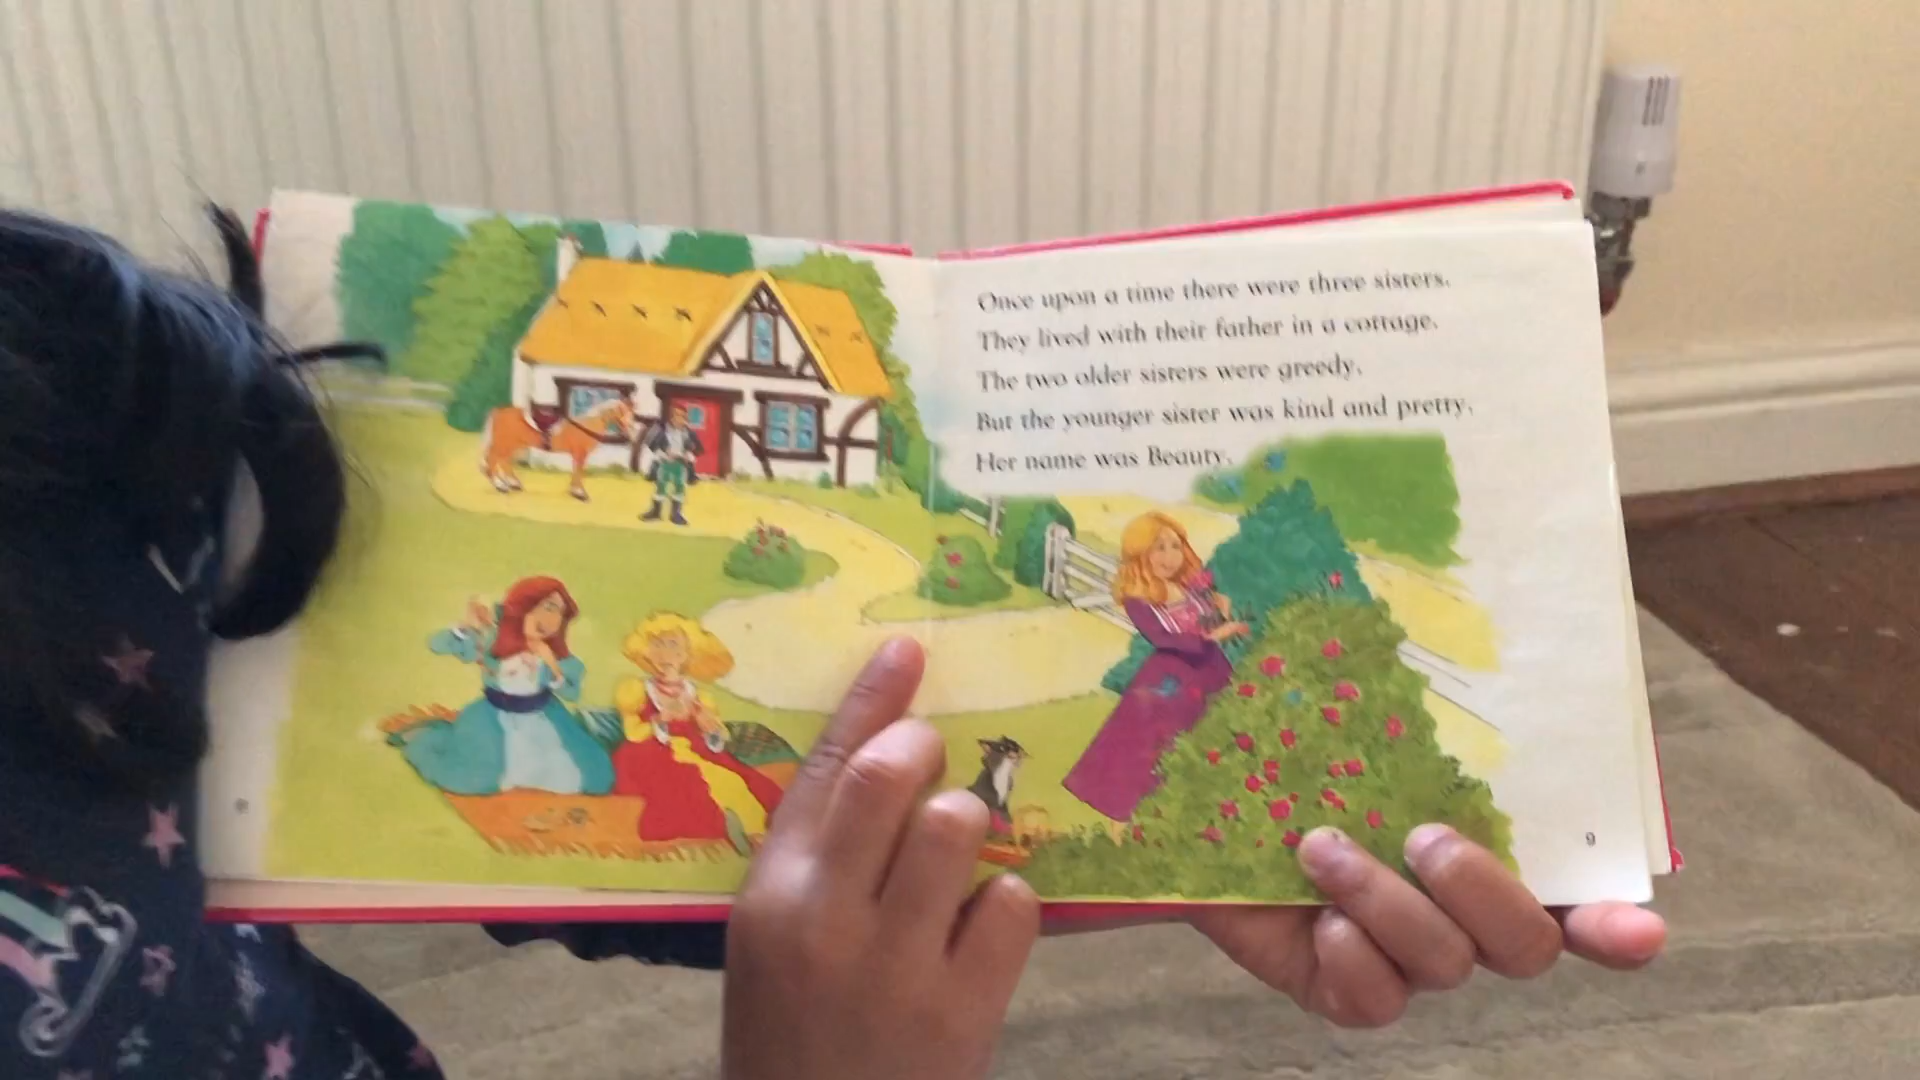 Once upon a time there were three sisters.
They lived with their father in a cottage.
The two older sisters were greedy.
But the younger sister was kind and pretty.
Her name was Beauty.
9